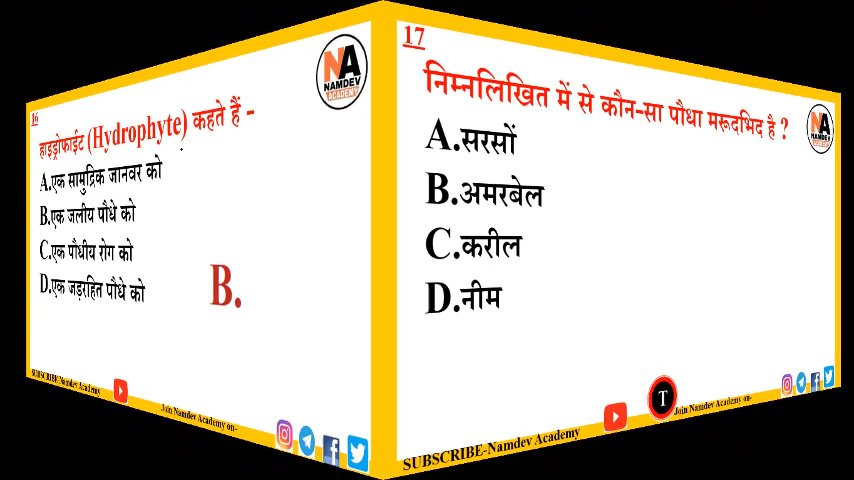 16
NA
NAMDEV
ACADEMY
हाइड्रोफाईट (Hydrophyte) कहते हैं -
A.एक सामुद्रिक जानवर को
B.एक जलीय पौधे को
C.एक पौधीय रोग को
D.एक जड़रहित पौधे को
B.
SUBSCRIBE-Namdev Academy
Join Namdev Academy on-
17
NA
NAMDEV
ACADEMY
निम्नलिखित में से कौन-सा पौधा मरूदभिद है ?
A.सरसों
B.अमरबेल
C.करील
D.नीम
T
SUBSCRIBE-Namdev Academy
Join Namdev Academy on-